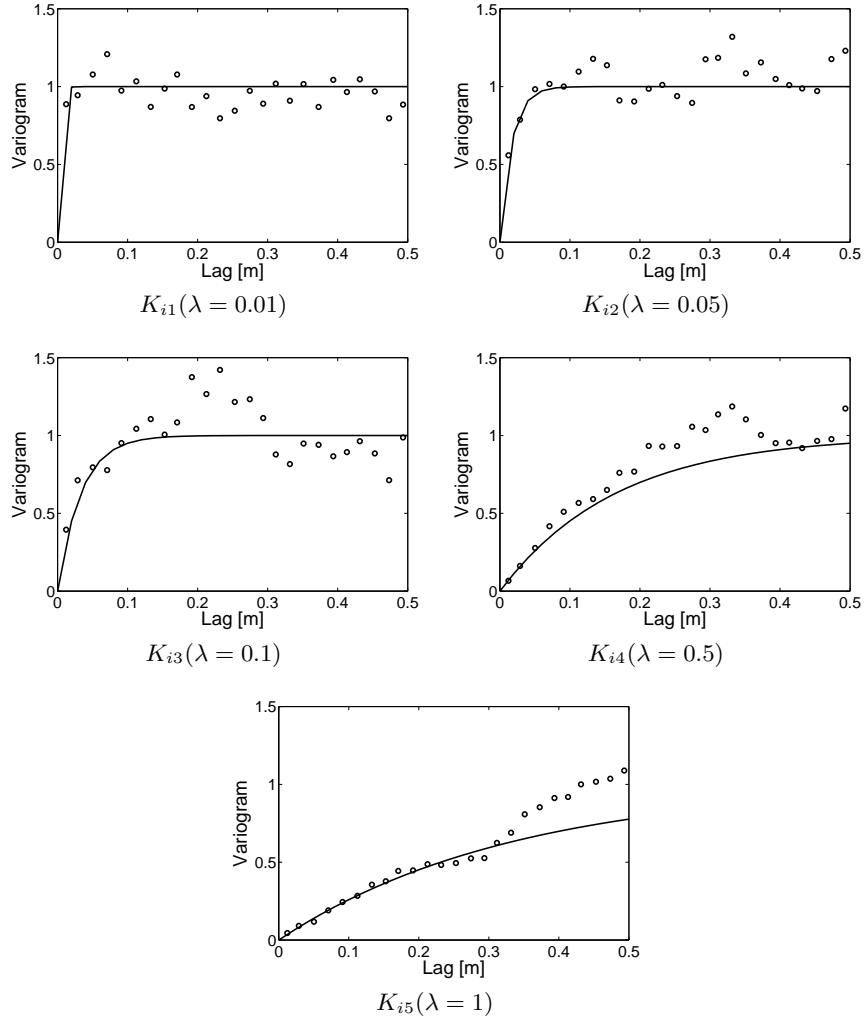 Variogram
1.5
1
0.5
0
0 0.1 0.2 0.3 0.4 0.5
Lag [m]
K_{i1}(λ = 0.01)
Variogram
1.5
1
0.5
0
0 0.1 0.2 0.3 0.4 0.5
Lag [m]
K_{i2}(λ = 0.05)
Variogram
1.5
1
0.5
0
0 0.1 0.2 0.3 0.4 0.5
Lag [m]
K_{i3}(λ = 0.1)
Variogram
1.5
1
0.5
0
0 0.1 0.2 0.3 0.4 0.5
Lag [m]
K_{i4}(λ = 0.5)
Variogram
1.5
1
0.5
0
0 0.1 0.2 0.3 0.4 0.5
Lag [m]
K_{i5}(λ = 1)